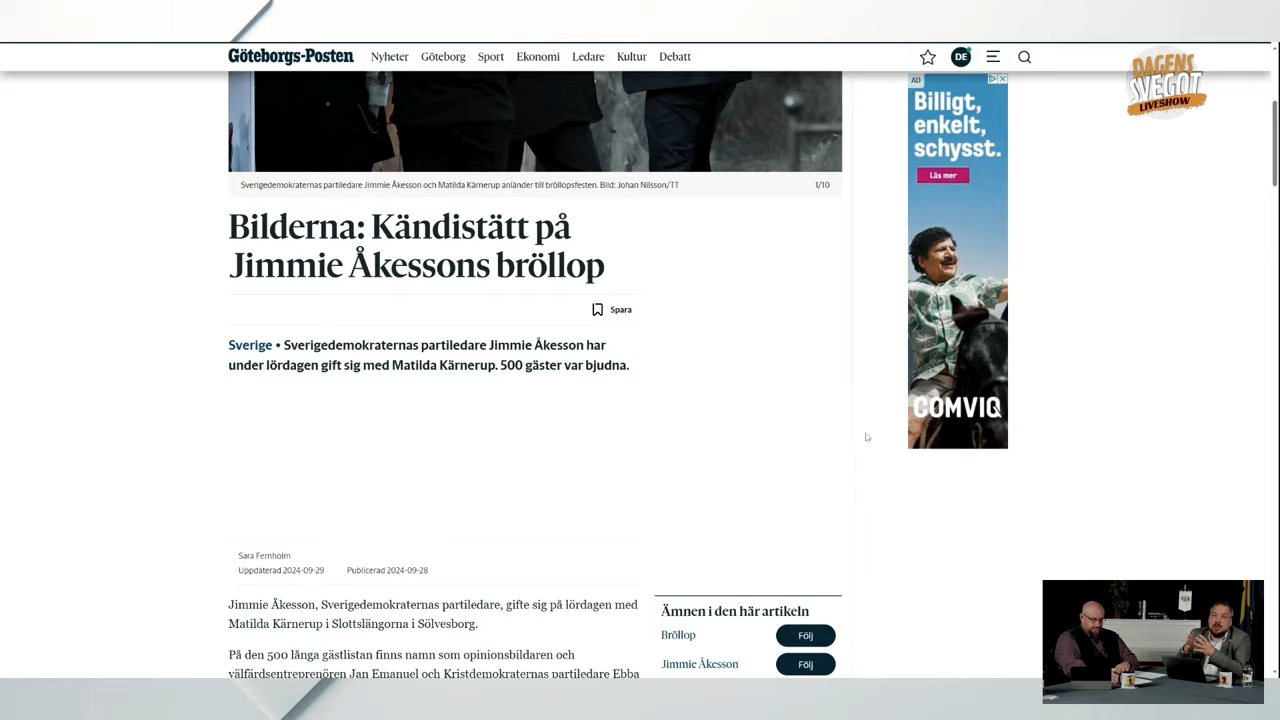 Göteborgs-Posten Nyheter Göteborg Sport Ekonomi Ledare Kultur Debatt DE
DAGENS
SVEGOT
LIVESHOW
AD
Billigt,
enkelt,
schysst.
Läs mer
COMVIQ
Sverigedemokraternas partiledare Jimmie Åkesson och Matilda Kärnerup anländer till bröllopsfesten. Bild: Johan Nilsson/TT 1/10
Bilderna: Kändistätt på
Jimmie Åkessons bröllop
Spara
Sverige • Sverigedemokraternas partiledare Jimmie Åkesson har
under lördagen gift sig med Matilda Kärnerup. 500 gäster var bjudna.
Sara Fernholm
Uppdaterad 2024-09-29 Publicerad 2024-09-28
Jimmie Åkesson, Sverigedemokraternas partiledare, gifte sig på lördagen med
Matilda Kärnerup i Slottslängorna i Sölvesborg.
På den 500 långa gästlistan finns namn som opinionsbildaren och
välfärdsentreprenören Jan Emanuel och Kristdemokraternas partiledare Ebba
Ämnen i den här artikeln
Bröllop Följ
Jimmie Åkesson Följ